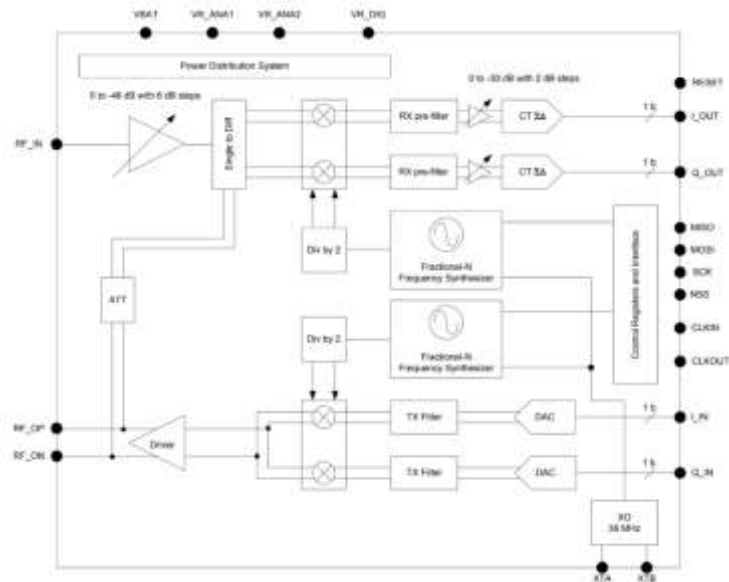 VBAT
VR_ANA1
VR_ANA2
VR_DIG
Power Distribution System
0 to -48 dB with 6 dB steps
0 to -30 dB with 2 dB steps
RESET
RF_IN
Single to Diff
RX pre-filter
CT ΣΔ
1 b
I_OUT
RX pre-filter
CT ΣΔ
1 b
Q_OUT
Div by 2
Fractional-N
Frequency Synthesizer
Control Registers and Interface
MISO
MOSI
SCK
NSS
ATT
CLKIN
Div by 2
Fractional-N
Frequency Synthesizer
CLKOUT
RF_OP
RF_ON
Driver
TX Filter
DAC
1 b
I_IN
TX Filter
DAC
1 b
Q_IN
XO
36 MHz
XTA
XTB